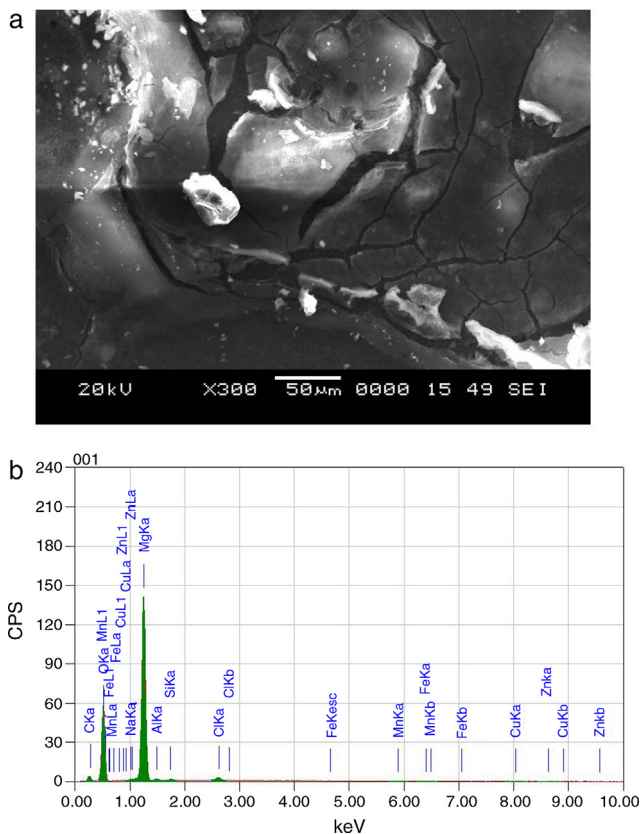 a
20kV X300 50μm 0000 15 49 SEI
b
001
240
210
180
150
120
90
60
30
0
CPS
CKa
OKa
MnL1
MnLa
FeL1
FeLa
CuL1
CuLa
ZnL1
ZnLa
NaKa
MgKa
AlKa
SiKa
ClKa
ClKb
FeKesc
MnKa
FeKa
MnKb
FeKb
CuKa
Znka
CuKb
Znkb
0.00 1.00 2.00 3.00 4.00 5.00 6.00 7.00 8.00 9.00 10.00
keV